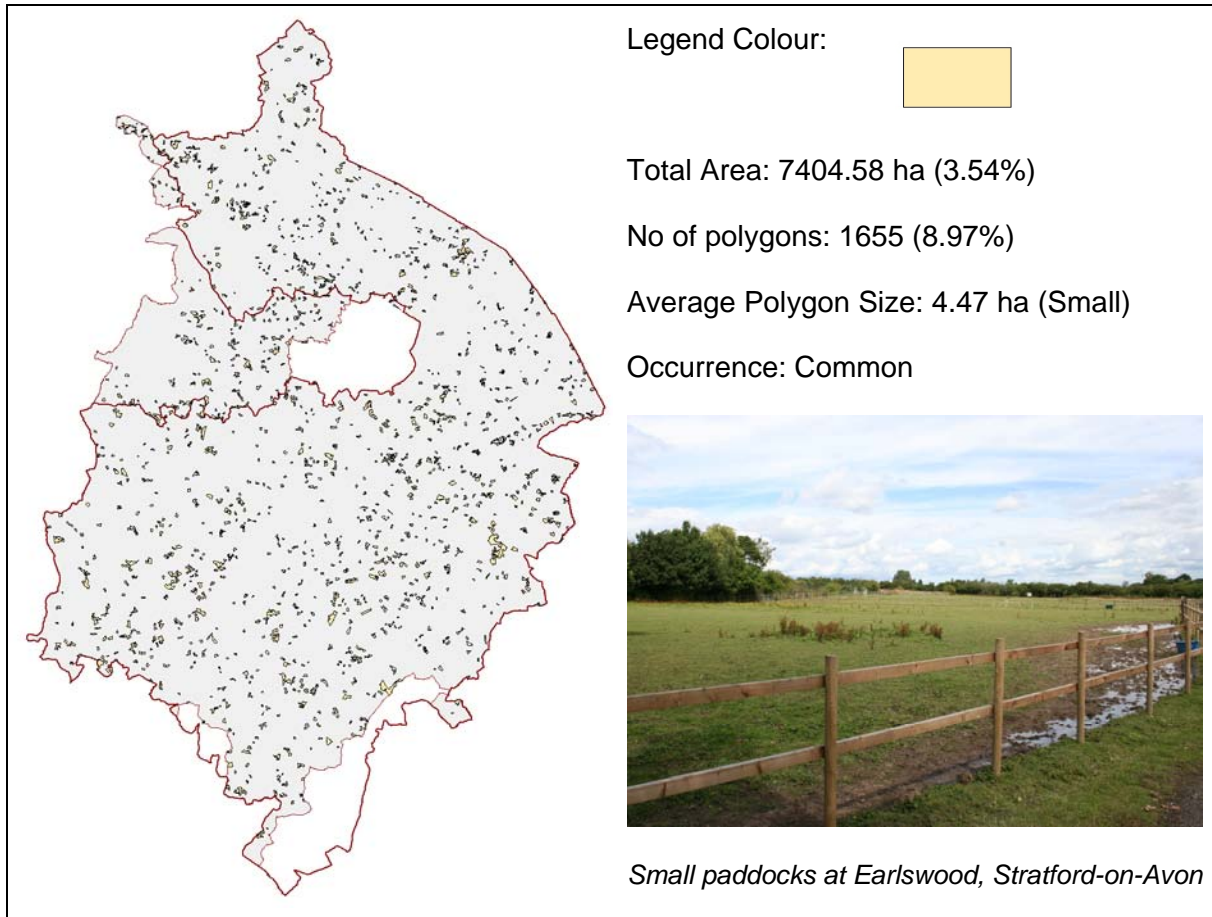 Legend Colour:
Total Area: 7404.58 ha (3.54%)
No of polygons: 1655 (8.97%)
Average Polygon Size: 4.47 ha (Small)
Occurrence: Common
Small paddocks at Earlswood, Stratford-on-Avon